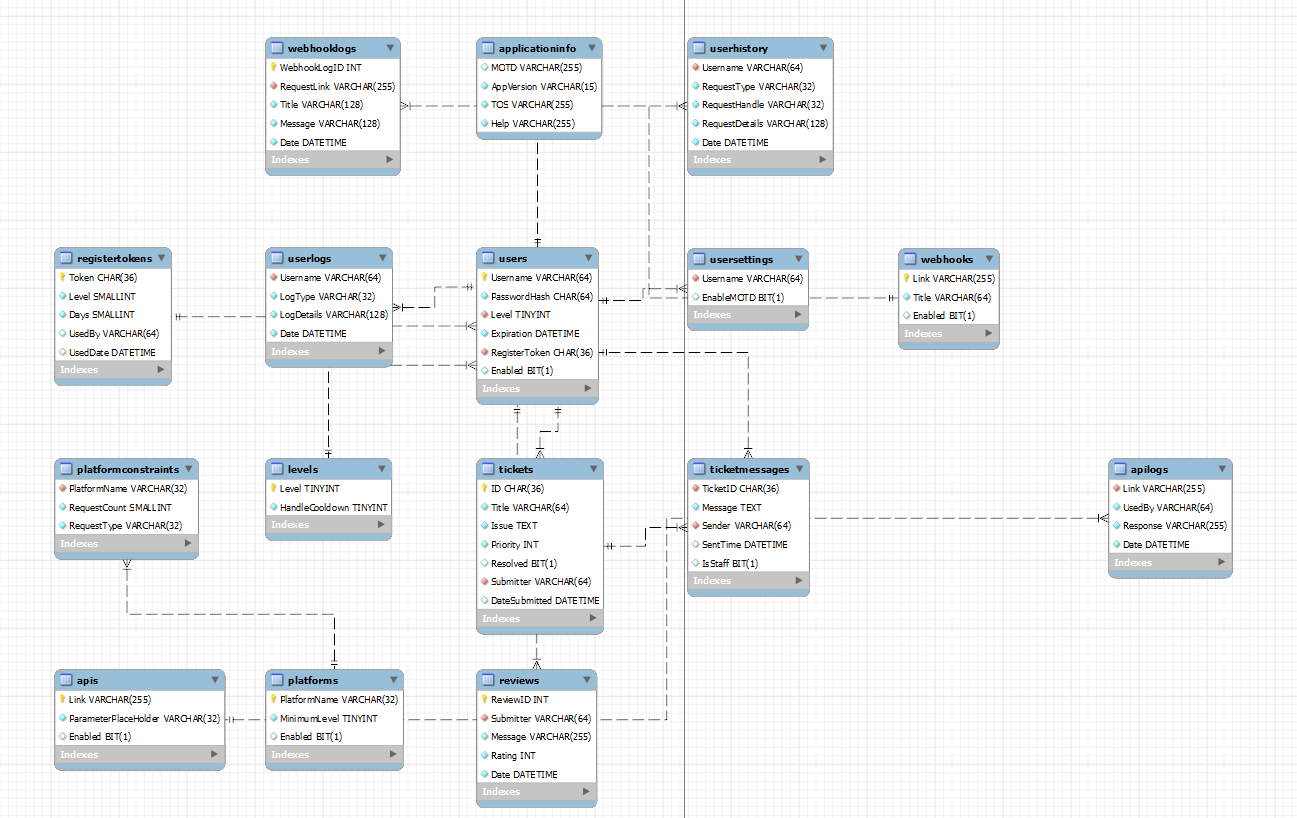 webhooklogs
WebhookLogID INT
RequestLink VARCHAR(255)
Title VARCHAR(128)
Message VARCHAR(128)
Date DATETIME
Indexes
applicationinfo
MOTD VARCHAR(255)
AppVersion VARCHAR(15)
TOS VARCHAR(255)
Help VARCHAR(255)
userhistory
Username VARCHAR(64)
RequestType VARCHAR(32)
RequestHandle VARCHAR(32)
RequestDetails VARCHAR(128)
Date DATETIME
Indexes
registertokens
Token CHAR(36)
Level SMALLINT
Days SMALLINT
UsedBy VARCHAR(64)
UsedDate DATETIME
Indexes
userlogs
Username VARCHAR(64)
LogType VARCHAR(32)
LogDetails VARCHAR(128)
Date DATETIME
Indexes
users
Username VARCHAR(64)
PasswordHash CHAR(64)
Level TINYINT
Expiration DATETIME
RegisterToken CHAR(36)
Enabled BIT(1)
Indexes
usersettings
Username VARCHAR(64)
EnableMOTD BIT(1)
Indexes
webhooks
Link VARCHAR(255)
Title VARCHAR(64)
Enabled BIT(1)
Indexes
platformconstraints
PlatformName VARCHAR(32)
RequestCount SMALLINT
RequestType VARCHAR(32)
Indexes
levels
Level TINYINT
HandleCooldown TINYINT
Indexes
tickets
ID CHAR(36)
Title VARCHAR(64)
Issue TEXT
Priority INT
Resolved BIT(1)
Submitter VARCHAR(64)
DateSubmitted DATETIME
Indexes
ticketmessages
TicketID CHAR(36)
Message TEXT
Sender VARCHAR(64)
SentTime DATETIME
IsStaff BIT(1)
Indexes
apilogs
Link VARCHAR(255)
UsedBy VARCHAR(64)
Response VARCHAR(255)
Date DATETIME
Indexes
apis
Link VARCHAR(255)
ParameterPlaceHolder VARCHAR(32)
Enabled BIT(1)
Indexes
platforms
PlatformName VARCHAR(32)
MinimumLevel TINYINT
Enabled BIT(1)
Indexes
reviews
ReviewID INT
Submitter VARCHAR(64)
Message VARCHAR(255)
Rating INT
Date DATETIME
Indexes